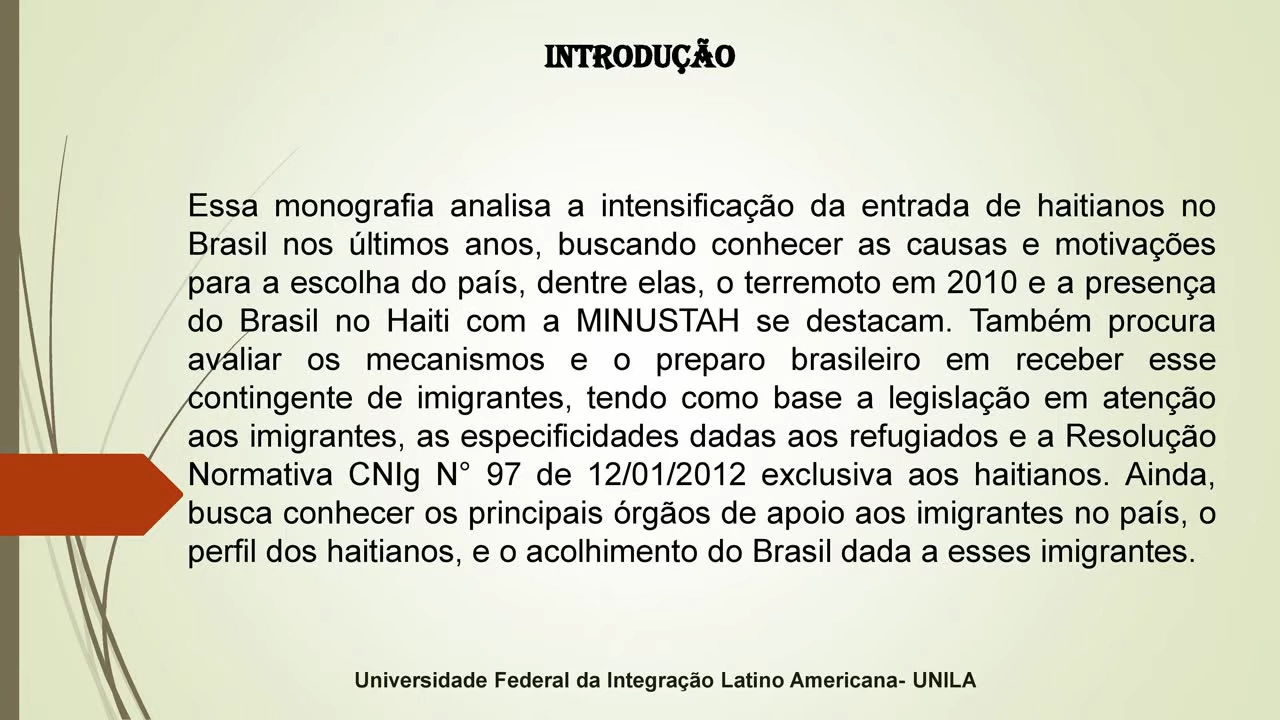 INTRODUÇÃO
Essa monografia analisa a intensificação da entrada de haitianos no
Brasil nos últimos anos, buscando conhecer as causas e motivações
para a escolha do país, dentre elas, o terremoto em 2010 e a presença
do Brasil no Haiti com a MINUSTAH se destacam. Também procura
avaliar os mecanismos e o preparo brasileiro em receber esse
contingente de imigrantes, tendo como base a legislação em atenção
aos imigrantes, as especificidades dadas aos refugiados e a Resolução
Normativa CNIg N° 97 de 12/01/2012 exclusiva aos haitianos. Ainda,
busca conhecer os principais órgãos de apoio aos imigrantes no país, o
perfil dos haitianos, e o acolhimento do Brasil dada a esses imigrantes.
Universidade Federal da Integração Latino Americana- UNILA